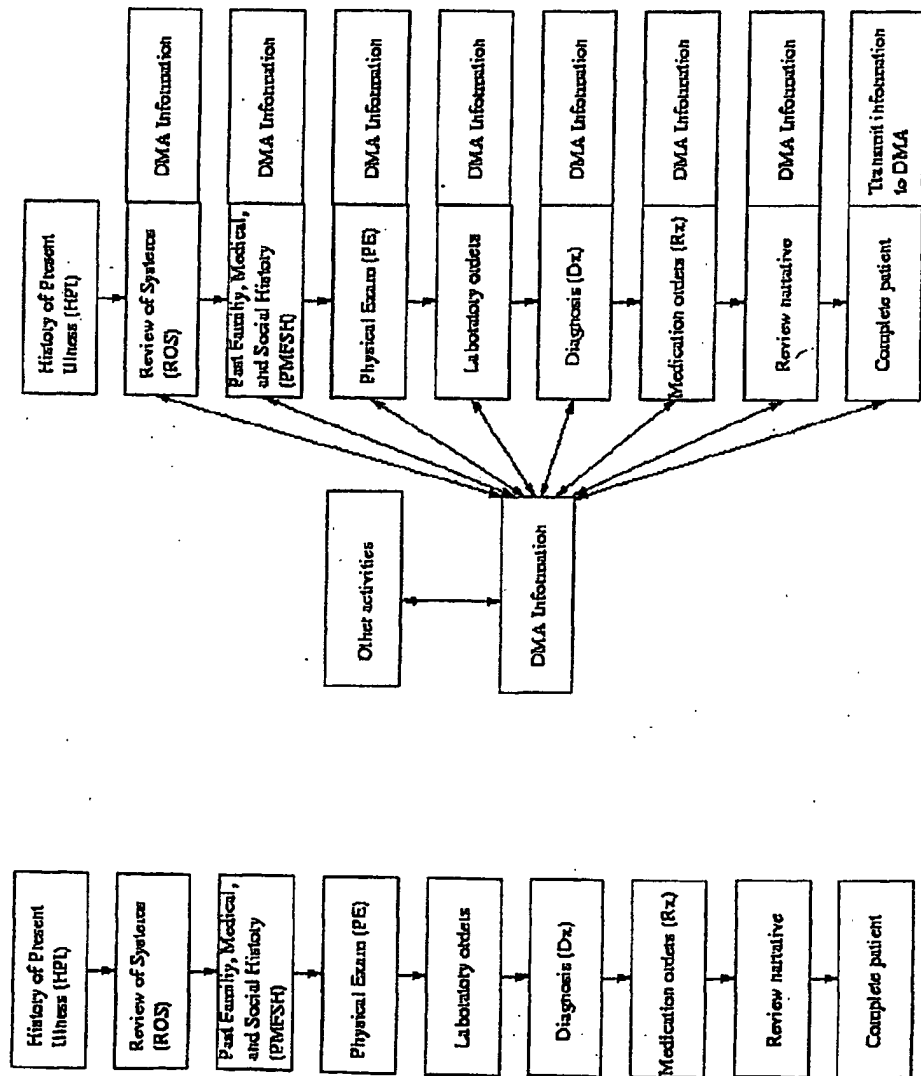 History of Present
Illness (HPI)
Review of Systems
(ROS)
DMA Information
Past Family, Medical,
and Social History
(PMFSH)
DMA Information
Physical Exam (PE)
DMA Information
Laboratory orders
DMA Information
Diagnosis (Dx)
DMA Information
Medication orders (Rx)
DMA Information
Review narrative
DMA Information
Complete patient
Transmit information
to DMA
Other activities
DMA Information
History of Present
Illness (HPI)
Review of Systems
(ROS)
Past Family, Medical,
and Social History
(PMFSH)
Physical Exam (PE)
Laboratory orders
Diagnosis (Dx)
Medication orders (Rx)
Review narrative
Complete patient